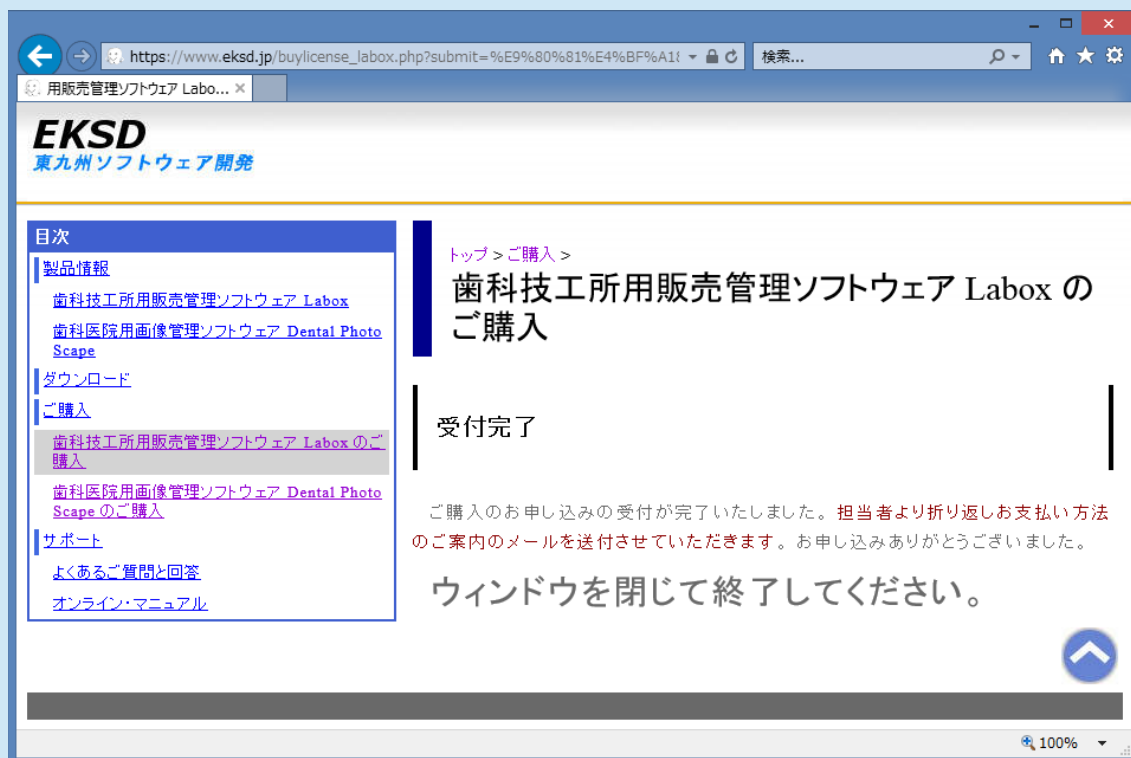 https://www.eksd.jp/buylicense_labox.php?submit=%E9%80%81%E4%BF%A1
検索...
用販売管理ソフトウェア Labo...
EKSD
東九州ソフトウェア開発
目次
製品情報
歯科技工所用販売管理ソフトウェア Labox
歯科医院用画像管理ソフトウェア Dental Photo
Scape
ダウンロード
ご購入
歯科技工所用販売管理ソフトウェア Labox のご
購入
歯科医院用画像管理ソフトウェア Dental Photo
Scape のご購入
サポート
よくあるご質問と回答
オンライン・マニュアル
トップ > ご購入 >
歯科技工所用販売管理ソフトウェア Labox の
ご購入
受付完了
ご購入のお申し込みの受付が完了いたしました。担当者より折り返しお支払い方法
のご案内のメールを送付させていただきます。お申し込みありがとうございました。
ウィンドウを閉じて終了してください。
100%